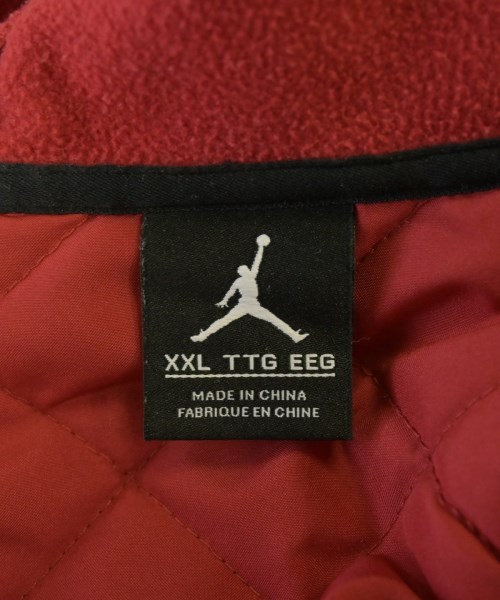 XXL TTG EEG
MADE IN CHINA
FABRIQUE EN CHINE